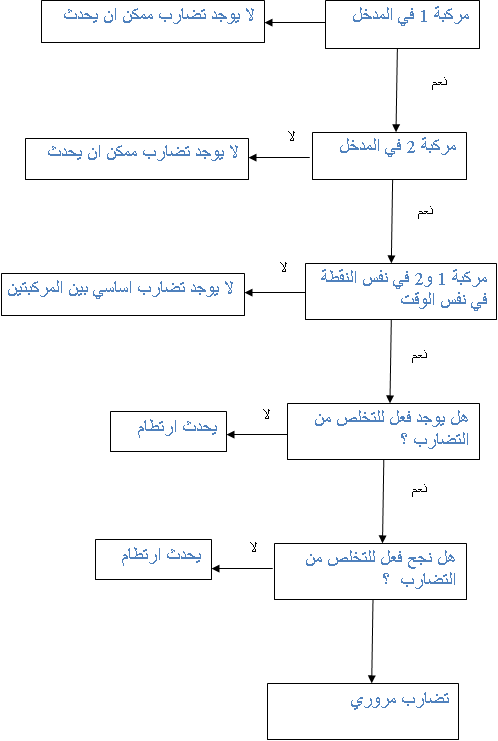 مركبة 1 في المدخل
لا يوجد تضارب ممكن ان يحدث
نعم
مركبة 2 في المدخل
لا
لا يوجد تضارب ممكن ان يحدث
نعم
مركبة 1 و2 في نفس النقطة
في نفس الوقت
لا
لا يوجد تضارب اساسي بين المركبتين
نعم
هل يوجد فعل للتخلص من
التضارب ؟
لا
يحدث ارتطام
نعم
هل نجح فعل للتخلص من
التضارب ؟
لا
يحدث ارتطام
تضارب مروري